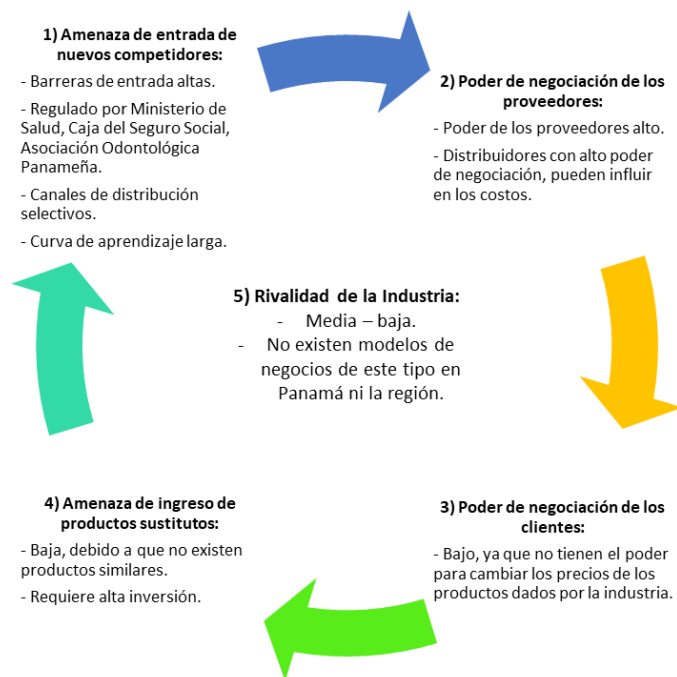 1) Amenaza de entrada de
nuevos competidores:
- Barreras de entrada altas.
- Regulado por Ministerio de
Salud, Caja del Seguro Social,
Asociación Odontológica
Panameña.
- Canales de distribución
selectivos.
- Curva de aprendizaje larga.
2) Poder de negociación de los
proveedores:
- Poder de los proveedores alto.
- Distribuidores con alto poder
de negociación, pueden influir
en los costos.
5) Rivalidad de la Industria:
- Media – baja.
- No existen modelos de
negocios de este tipo en
Panamá ni la región.
4) Amenaza de ingreso de
productos sustitutos:
- Baja, debido a que no existen
productos similares.
- Requiere alta inversión.
3) Poder de negociación de los
clientes:
- Bajo, ya que no tienen el poder
para cambiar los precios de los
productos dados por la industria.